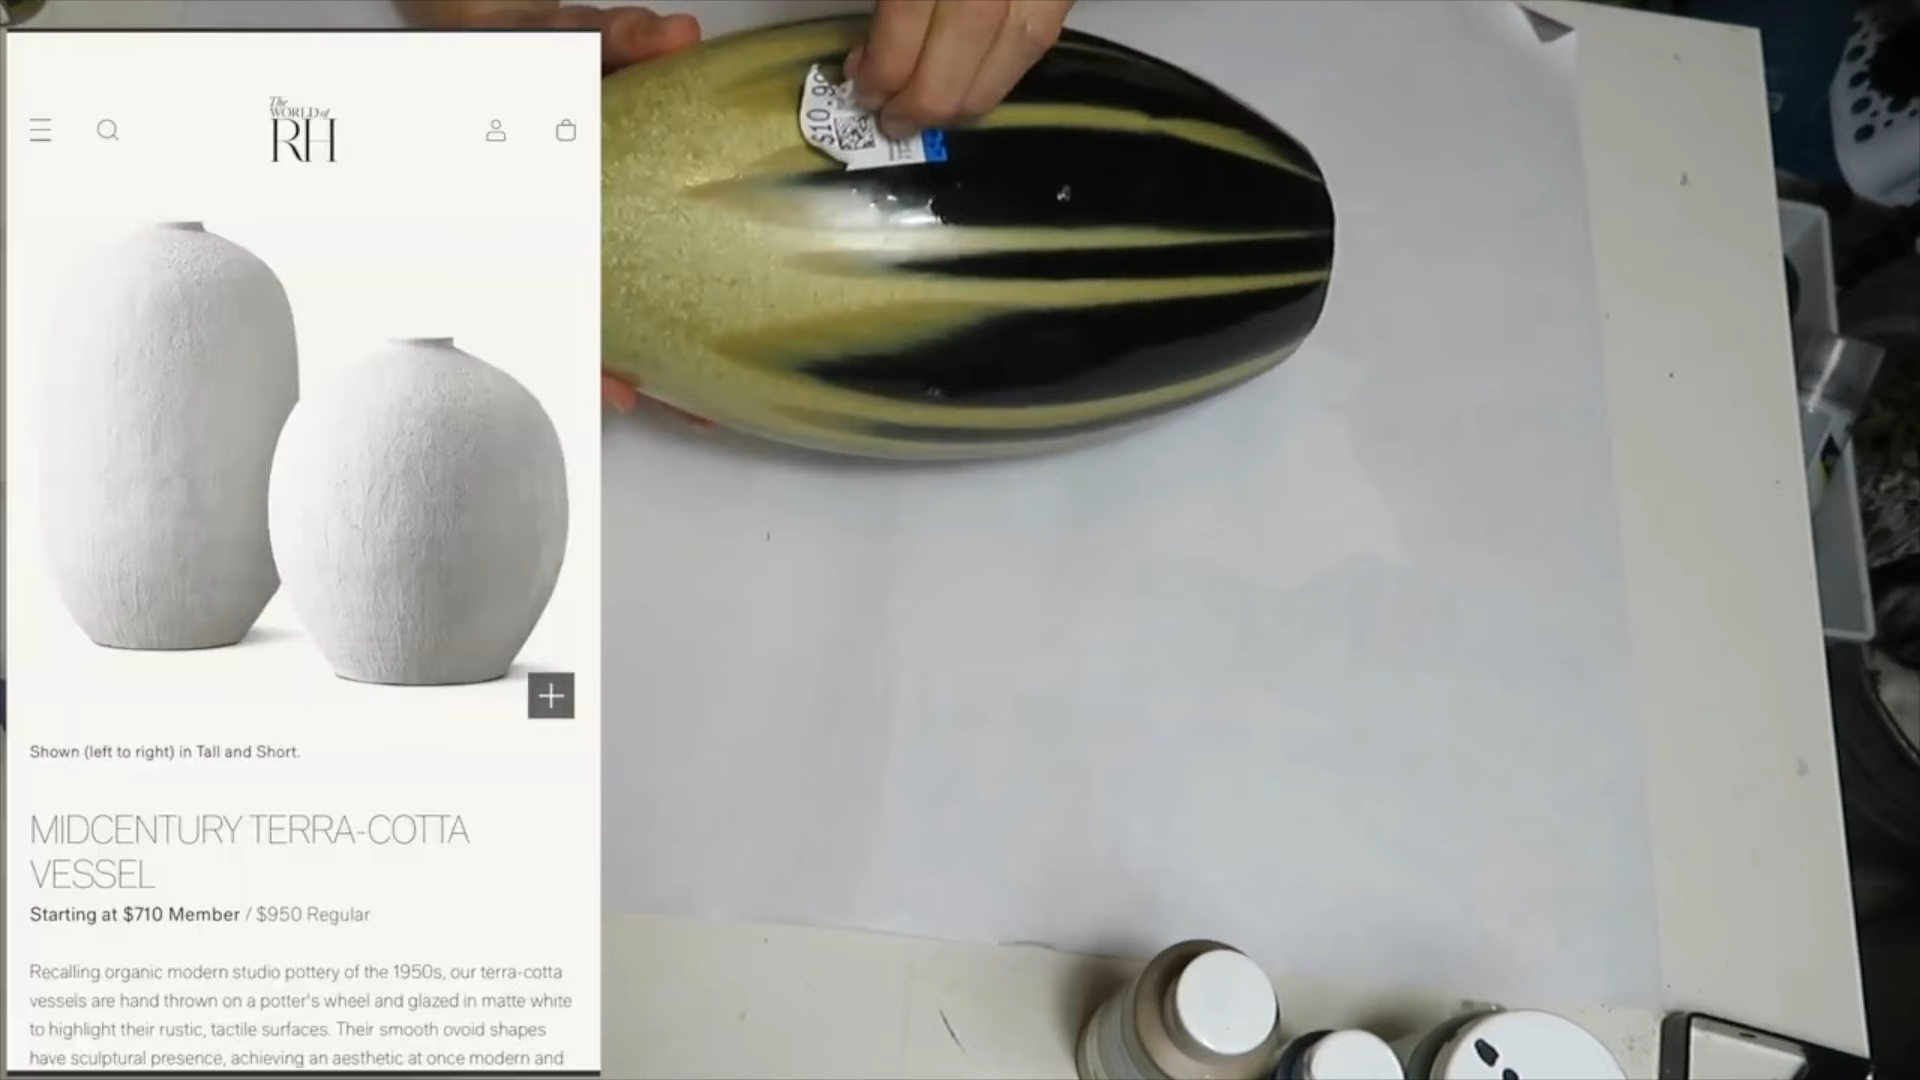 The
WORLD of
RH
Shown (left to right) in Tall and Short.
MIDCENTURY TERRA-COTTA
VESSEL
Starting at $710 Member / $950 Regular
Recalling organic modern studio pottery of the 1950s, our terra-cotta
vessels are hand thrown on a potter's wheel and glazed in matte white
to highlight their rustic, tactile surfaces. Their smooth ovoid shapes
have sculptural presence, achieving an aesthetic at once modern and
$10.99